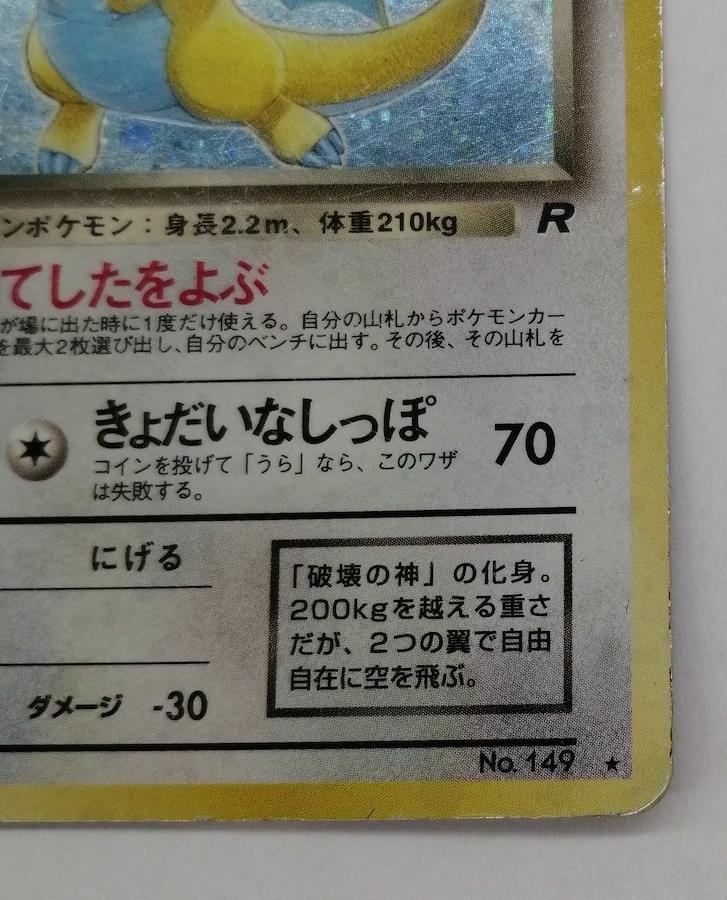 ンポケモン：身長2.2m、体重210kg
R
てしたをよぶ
が場に出た時に1度だけ使える。自分の山札からポケモンカー
を最大2枚選び出し、自分のベンチに出す。その後、その山札を
きょだいなしっぽ 70
コインを投げて「うら」なら、このワザ
は失敗する。
にげる
「破壊の神」の化身。
200kgを越える重さ
だが、2つの翼で自由
自在に空を飛ぶ。
ダメージ -30
No. 149 ★